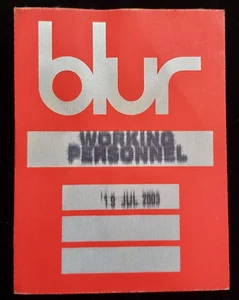 blur
WORKING
PERSONNEL
19 JUL 2003